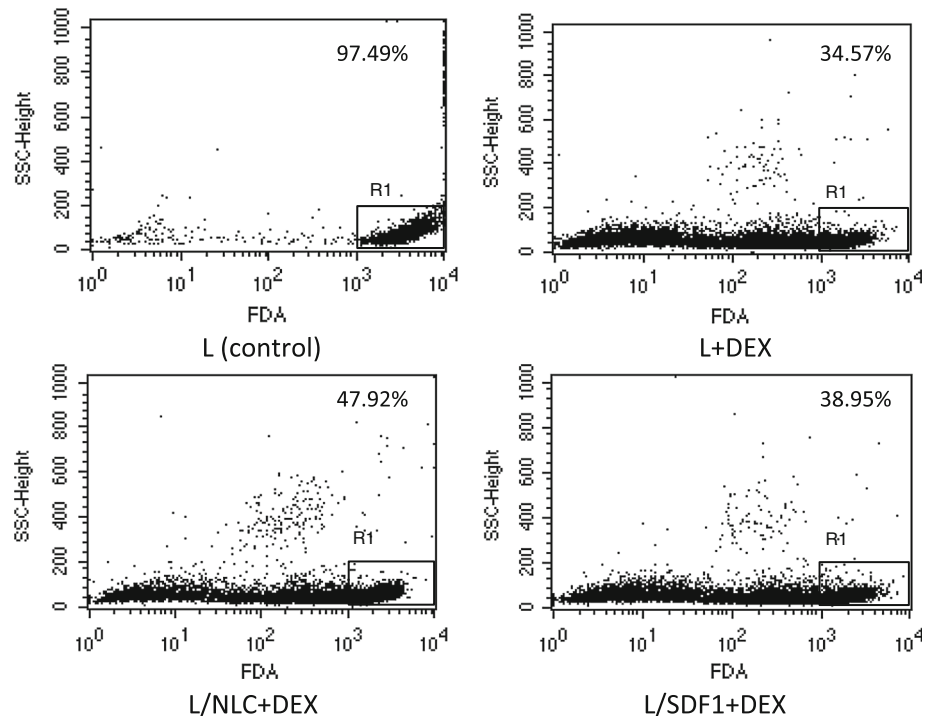 97.49%
R1
SSC-Height
0 200 400 600 800 1000
10^0 10^1 10^2 10^3 10^4
FDA
L (control)
34.57%
R1
SSC-Height
0 200 400 600 800 1000
10^0 10^1 10^2 10^3 10^4
FDA
L+DEX
47.92%
R1
SSC-Height
0 200 400 600 800 1000
10^0 10^1 10^2 10^3 10^4
FDA
L/NLC+DEX
38.95%
R1
SSC-Height
0 200 400 600 800 1000
10^0 10^1 10^2 10^3 10^4
FDA
L/SDF1+DEX